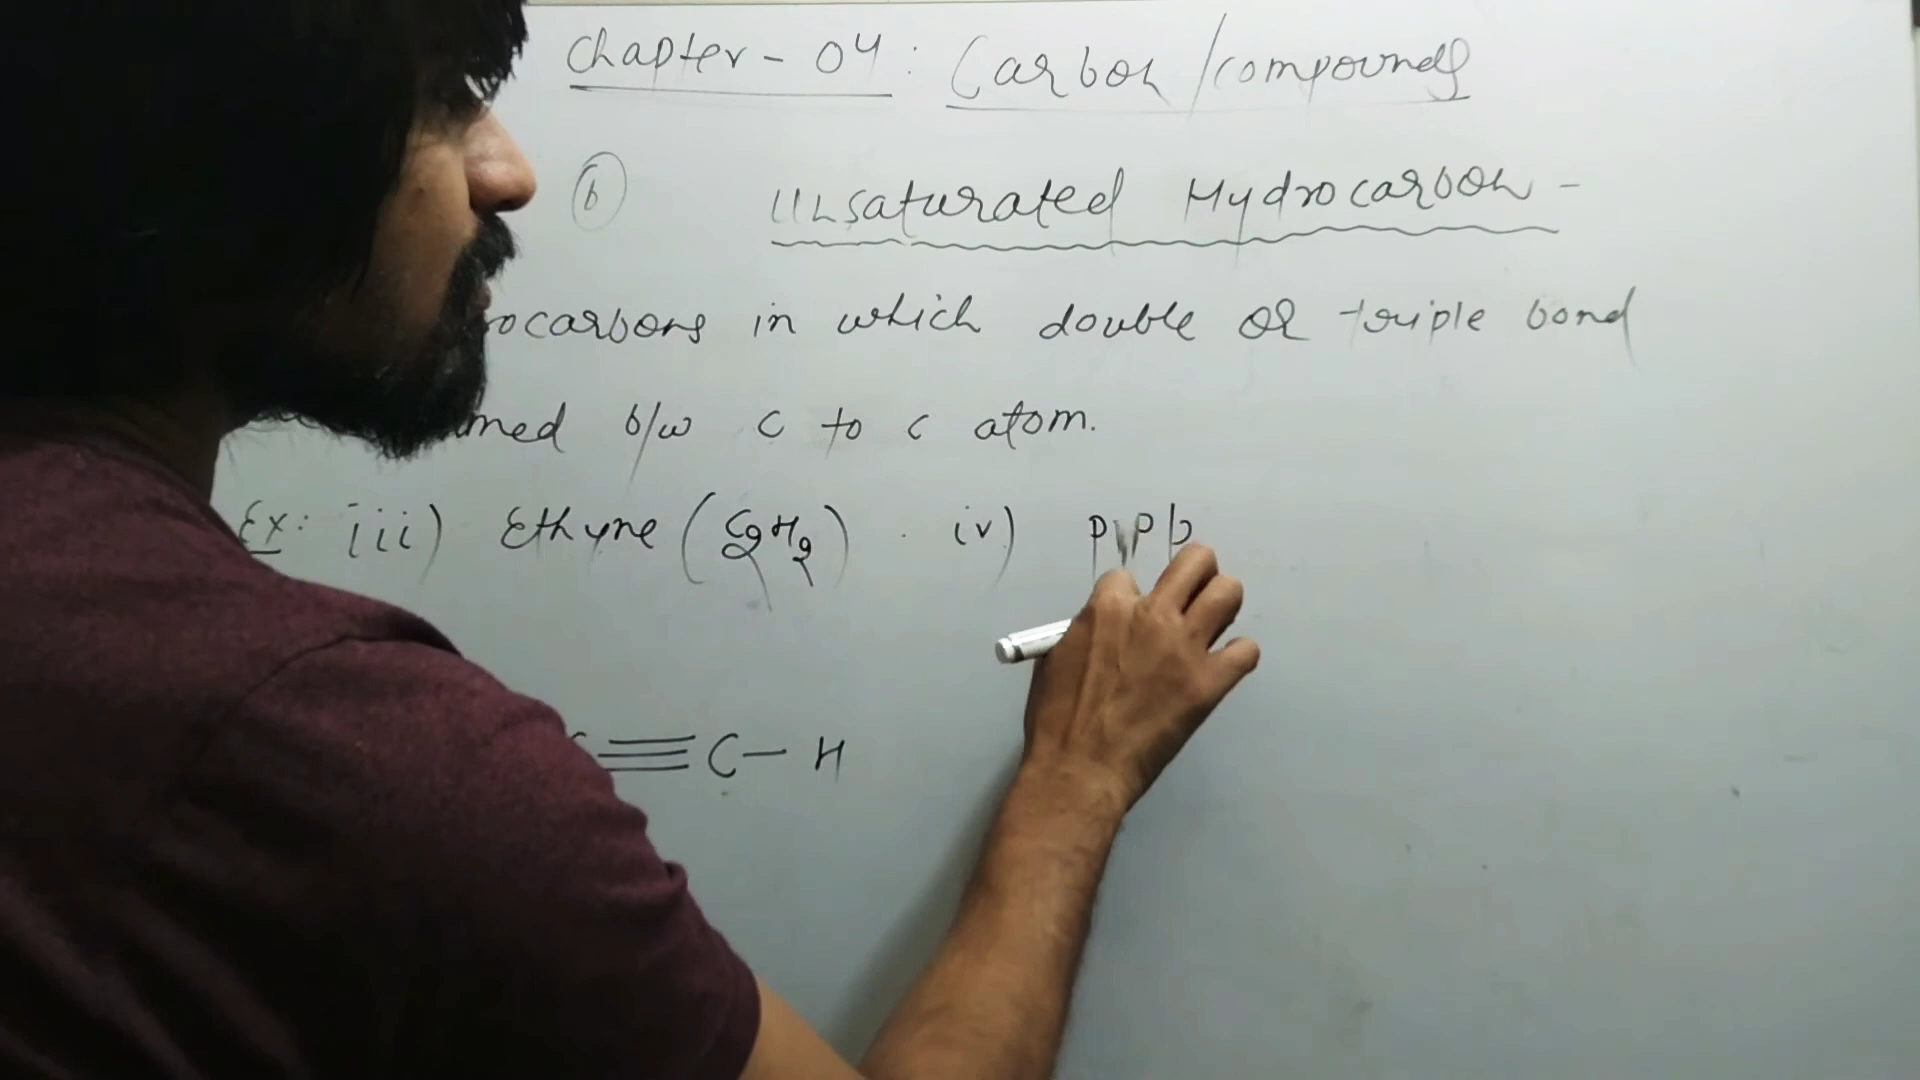 Chapter - 04 : Carbon / compounds
b Unsaturated Hydrocarbon -
ocarbons in which double or triple bond
med b/w c to c atom.
Ex: iii) Ethyne (C2H2) . iv)
≡ C - H